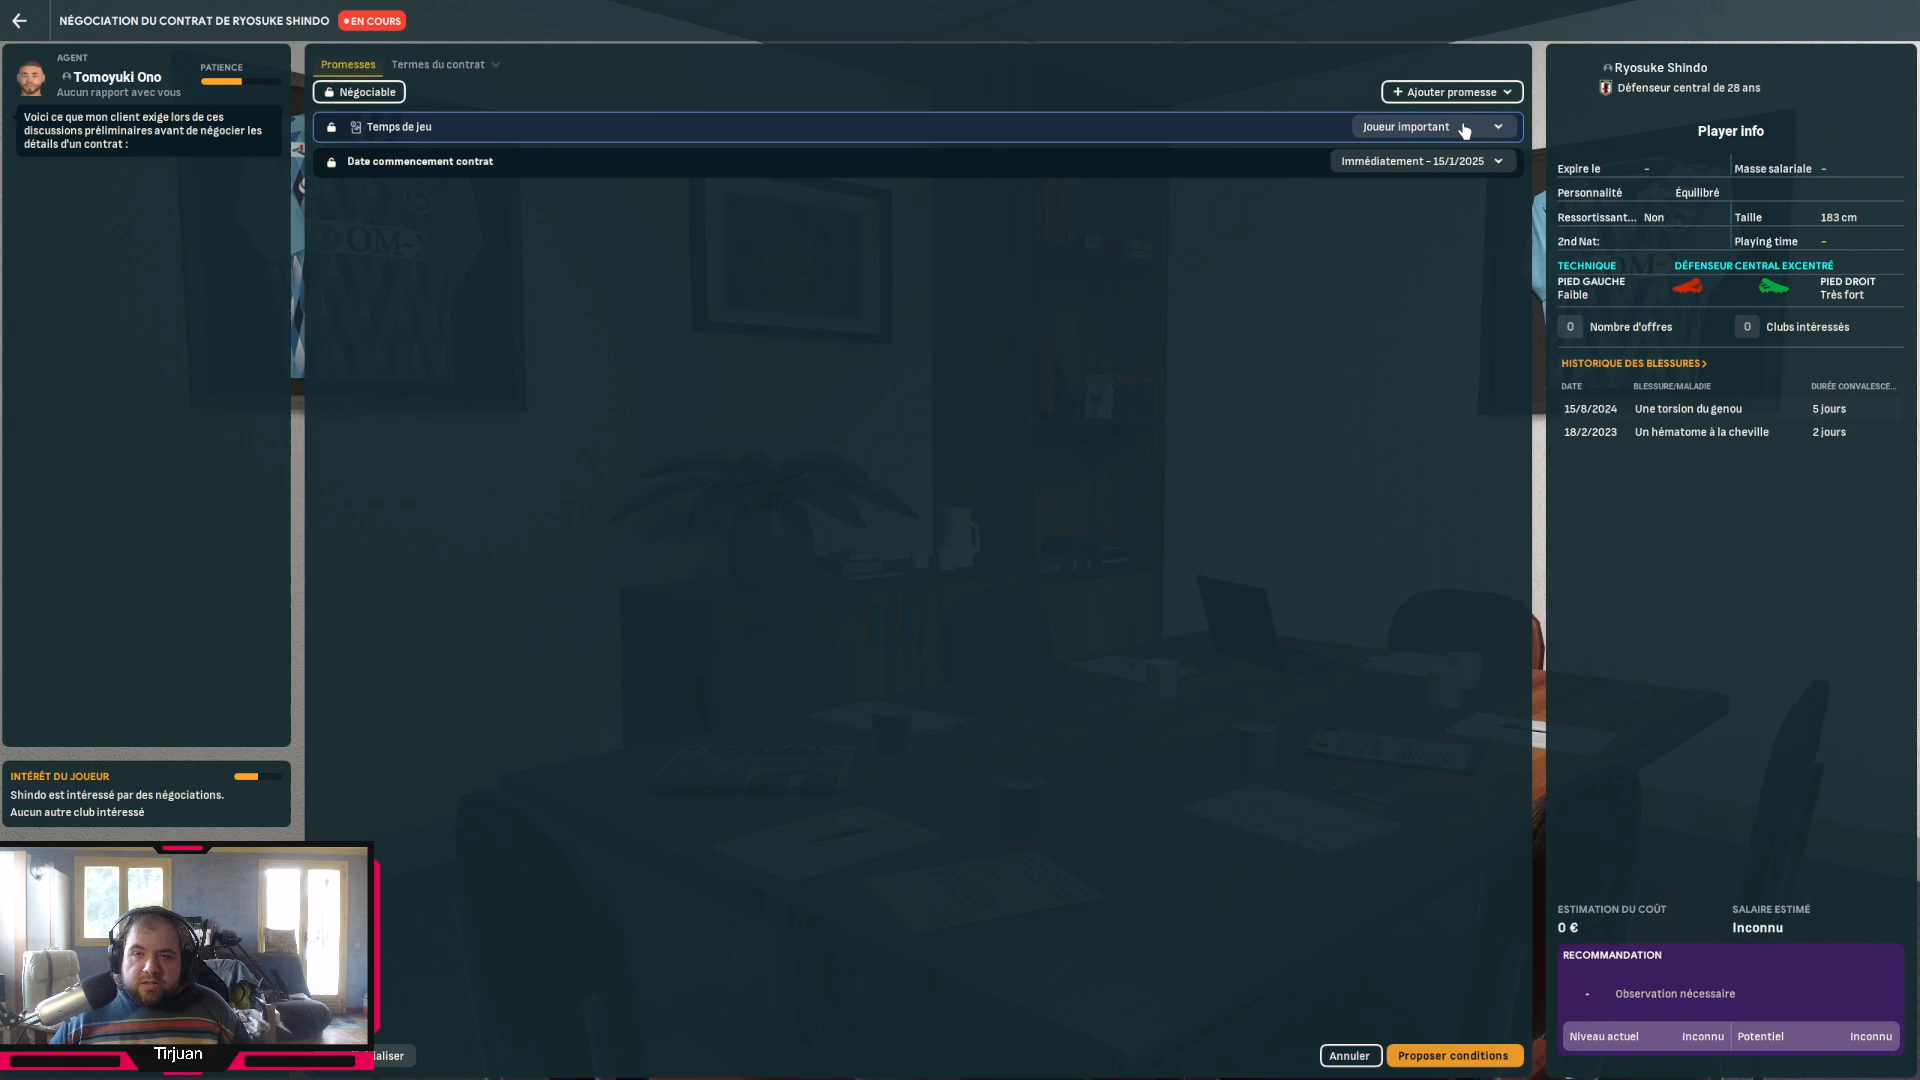 NÉGOCIATION DU CONTRAT DE RYOSUKE SHINDO
EN COURS
AGENT
Tomoyuki Ono
Aucun rapport avec vous
PATIENCE
Voici ce que mon client exige lors de ces
discussions préliminaires avant de négocier les
détails d'un contrat :
Promesses
Termes du contrat
Négociable
Ajouter promesse
Temps de jeu
Joueur important
Date commencement contrat
Immédiatement - 15/1/2025
Ryosuke Shindo
Défenseur central de 28 ans
Player info
Expire le -
Masse salariale -
Personnalité Équilibré
Ressortissant... Non
Taille 183 cm
2nd Nat:
Playing time -
TECHNIQUE
DÉFENSEUR CENTRAL EXCENTRÉ
PIED GAUCHE
Faible
PIED DROIT
Très fort
0 Nombre d'offres
0 Clubs intéressés
HISTORIQUE DES BLESSURES
DATE BLESSURE/MALADIE DURÉE CONVALESCE...
15/8/2024 Une torsion du genou 5 jours
18/2/2023 Un hématome à la cheville 2 jours
INTÉRÊT DU JOUEUR
Shindo est intéressé par des négociations.
Aucun autre club intéressé
ESTIMATION DU COÛT
0 €
SALAIRE ESTIMÉ
Inconnu
RECOMMANDATION
- Observation nécessaire
Niveau actuel Inconnu
Potentiel Inconnu
Annuler
Proposer conditions
Tirjuan